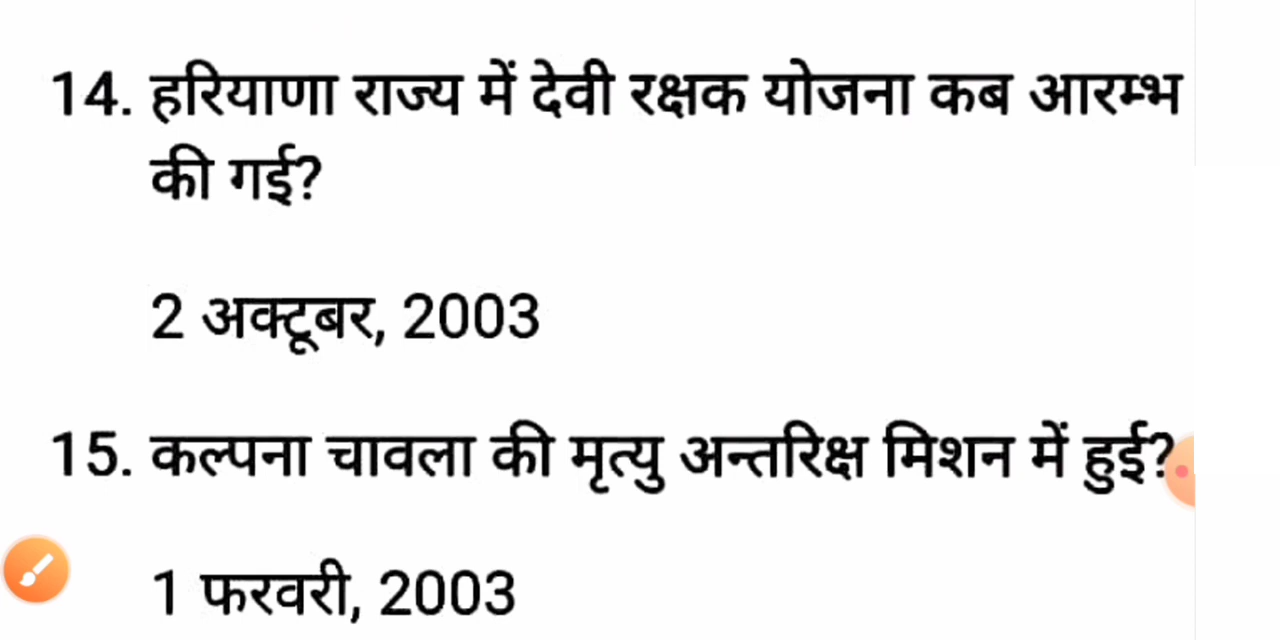 14. हरियाणा राज्य में देवी रक्षक योजना कब आरम्भ
की गई?
2 अक्टूबर, 2003
15. कल्पना चावला की मृत्यु अन्तरिक्ष मिशन में हुई?
1 फरवरी, 2003